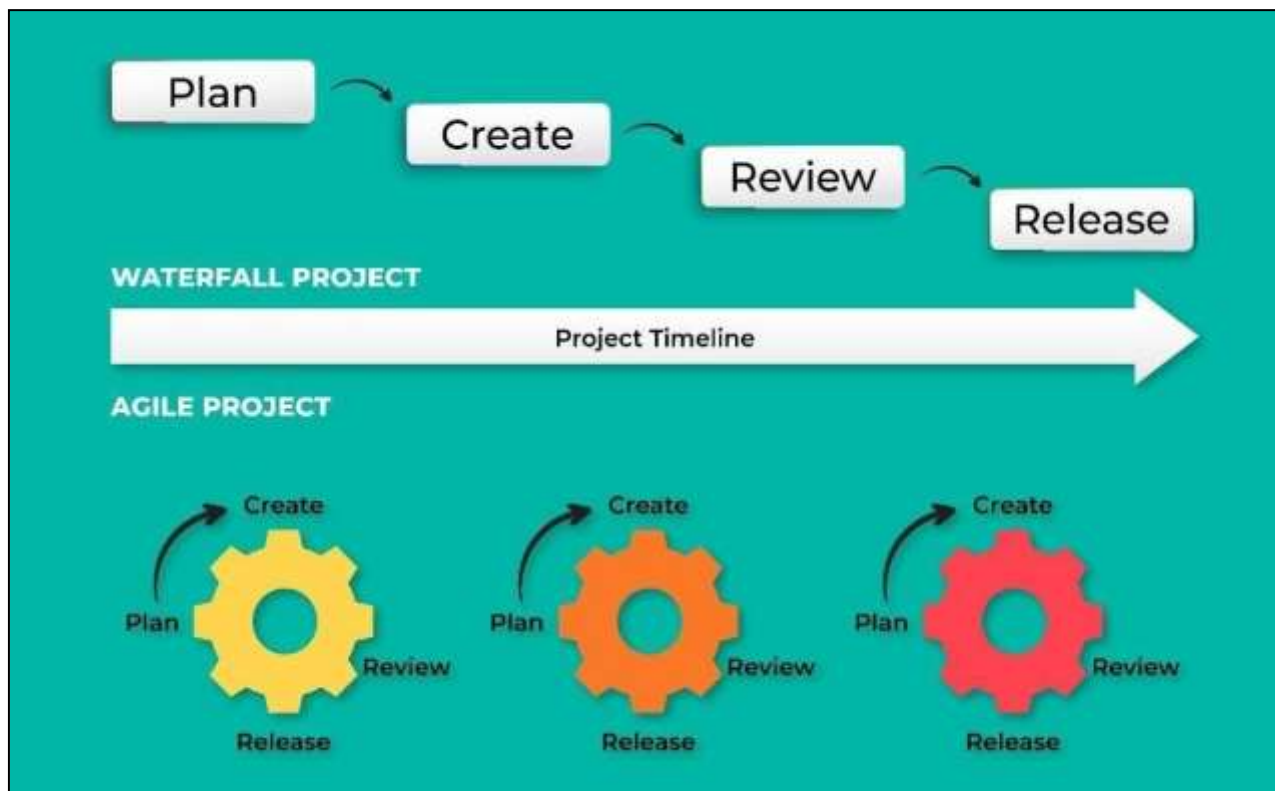 Plan
Create
Review
Release
WATERFALL PROJECT
Project Timeline
AGILE PROJECT
Create
Plan
Review
Release
Create
Plan
Review
Release
Create
Plan
Review
Release